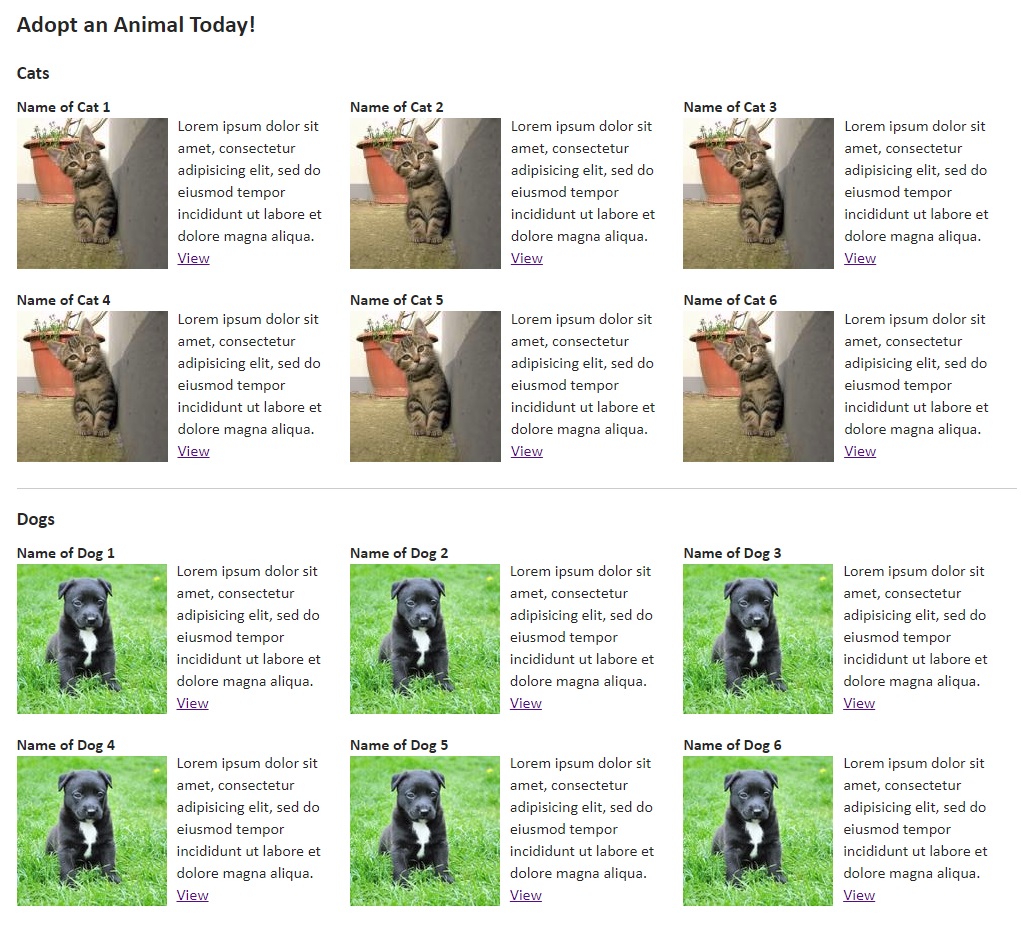 Adopt an Animal Today!
Cats
Name of Cat 1
Lorem ipsum dolor sit
amet, consectetur
adipisicing elit, sed do
eiusmod tempor
incididunt ut labore et
dolore magna aliqua.
View
Name of Cat 2
Lorem ipsum dolor sit
amet, consectetur
adipisicing elit, sed do
eiusmod tempor
incididunt ut labore et
dolore magna aliqua.
View
Name of Cat 3
Lorem ipsum dolor sit
amet, consectetur
adipisicing elit, sed do
eiusmod tempor
incididunt ut labore et
dolore magna aliqua.
View
Name of Cat 4
Lorem ipsum dolor sit
amet, consectetur
adipisicing elit, sed do
eiusmod tempor
incididunt ut labore et
dolore magna aliqua.
View
Name of Cat 5
Lorem ipsum dolor sit
amet, consectetur
adipisicing elit, sed do
eiusmod tempor
incididunt ut labore et
dolore magna aliqua.
View
Name of Cat 6
Lorem ipsum dolor sit
amet, consectetur
adipisicing elit, sed do
eiusmod tempor
incididunt ut labore et
dolore magna aliqua.
View
Dogs
Name of Dog 1
Lorem ipsum dolor sit
amet, consectetur
adipisicing elit, sed do
eiusmod tempor
incididunt ut labore et
dolore magna aliqua.
View
Name of Dog 2
Lorem ipsum dolor sit
amet, consectetur
adipisicing elit, sed do
eiusmod tempor
incididunt ut labore et
dolore magna aliqua.
View
Name of Dog 3
Lorem ipsum dolor sit
amet, consectetur
adipisicing elit, sed do
eiusmod tempor
incididunt ut labore et
dolore magna aliqua.
View
Name of Dog 4
Lorem ipsum dolor sit
amet, consectetur
adipisicing elit, sed do
eiusmod tempor
incididunt ut labore et
dolore magna aliqua.
View
Name of Dog 5
Lorem ipsum dolor sit
amet, consectetur
adipisicing elit, sed do
eiusmod tempor
incididunt ut labore et
dolore magna aliqua.
View
Name of Dog 6
Lorem ipsum dolor sit
amet, consectetur
adipisicing elit, sed do
eiusmod tempor
incididunt ut labore et
dolore magna aliqua.
View